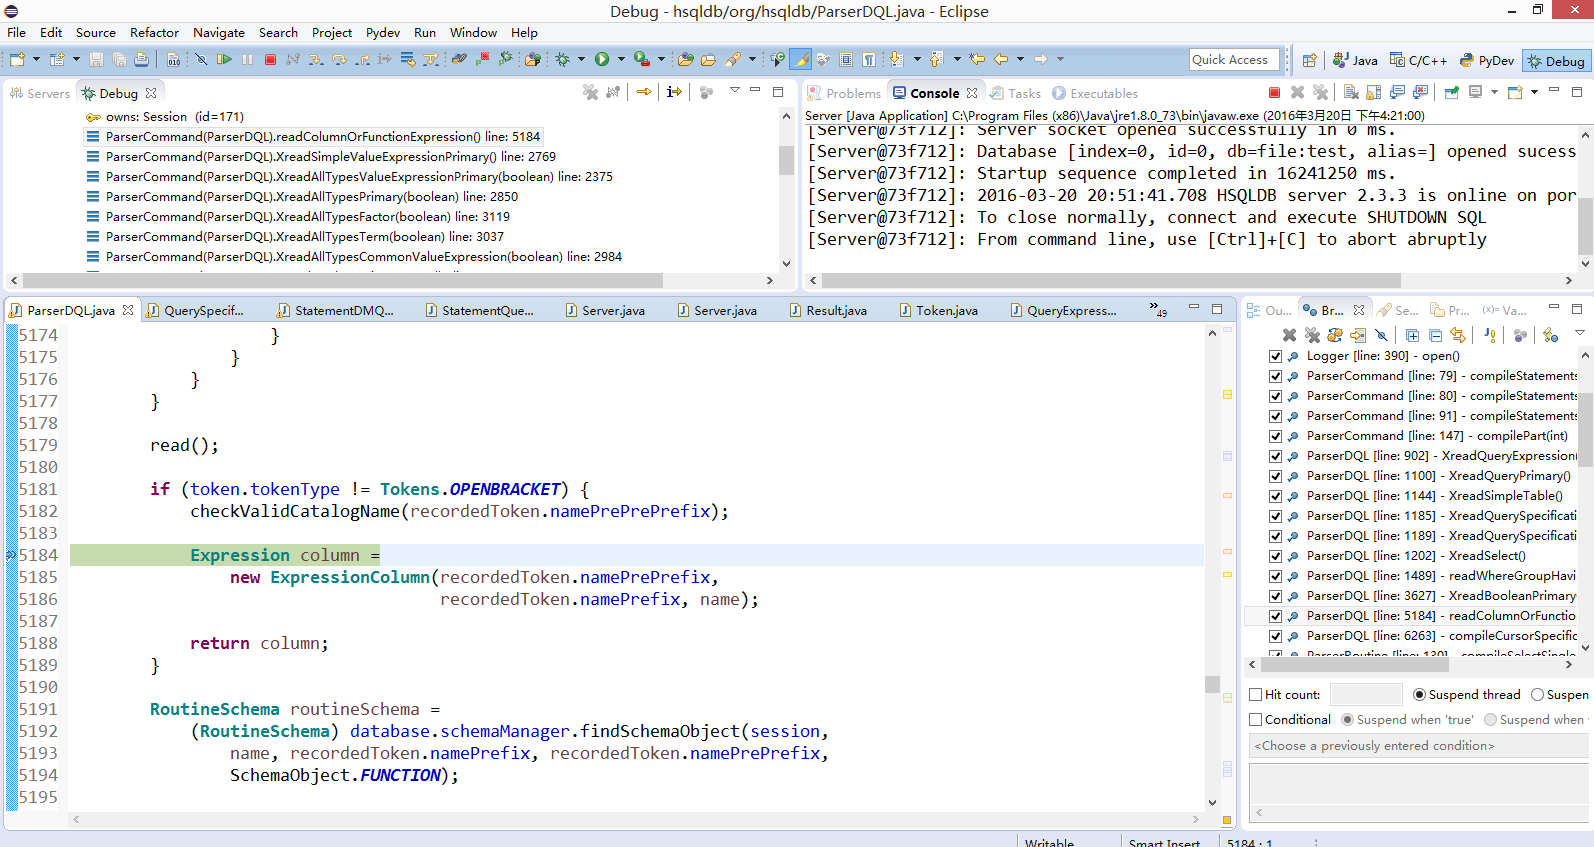 Debug - hsqldb/org/hsqldb/ParserDQL.java - Eclipse
File Edit Source Refactor Navigate Search Project Pydev Run Window Help
Quick Access Java C/C++ PyDev Debug
Servers Debug
owns: Session (id=171)
ParserCommand(ParserDQL).readColumnOrFunctionExpression() line: 5184
ParserCommand(ParserDQL).XreadSimpleValueExpressionPrimary() line: 2769
ParserCommand(ParserDQL).XreadAllTypesValueExpressionPrimary(boolean) line: 2375
ParserCommand(ParserDQL).XreadAllTypesPrimary(boolean) line: 2850
ParserCommand(ParserDQL).XreadAllTypesFactor(boolean) line: 3119
ParserCommand(ParserDQL).XreadAllTypesTerm(boolean) line: 3037
ParserCommand(ParserDQL).XreadAllTypesCommonValueExpression(boolean) line: 2984
Problems Console Tasks Executables
Server [Java Application] C:\Program Files (x86)\Java\jre1.8.0_73\bin\javaw.exe (2016年3月20日 下午4:21:00)
[Server@73f712]: Server socket opened successfully in 0 ms.
[Server@73f712]: Database [index=0, id=0, db=file:test, alias=] opened sucess
[Server@73f712]: Startup sequence completed in 16241250 ms.
[Server@73f712]: 2016-03-20 20:51:41.708 HSQLDB server 2.3.3 is online on por
[Server@73f712]: To close normally, connect and execute SHUTDOWN SQL
[Server@73f712]: From command line, use [Ctrl]+[C] to abort abruptly
ParserDQL.java QuerySpecif... StatementDMQ... StatementQue... Server.java Server.java Result.java Token.java QueryExpress... »49
5174 }
5175 }
5176 }
5177 }
5178
5179 read();
5180
5181 if (token.tokenType != Tokens.OPENBRACKET) {
5182 checkValidCatalogName(recordedToken.namePrePrePrefix);
5183
5184 Expression column =
5185 new ExpressionColumn(recordedToken.namePrePrefix,
5186 recordedToken.namePrefix, name);
5187
5188 return column;
5189 }
5190
5191 RoutineSchema routineSchema =
5192 (RoutineSchema) database.schemaManager.findSchemaObject(session,
5193 name, recordedToken.namePrefix, recordedToken.namePrePrefix,
5194 SchemaObject.FUNCTION);
5195
Ou... Br... Se... Pr... (x)= Va...
Logger [line: 390] - open()
ParserCommand [line: 79] - compileStatements
ParserCommand [line: 80] - compileStatements
ParserCommand [line: 91] - compileStatements
ParserCommand [line: 147] - compilePart(int)
ParserDQL [line: 902] - XreadQueryExpression(
ParserDQL [line: 1100] - XreadQueryPrimary()
ParserDQL [line: 1144] - XreadSimpleTable()
ParserDQL [line: 1185] - XreadQuerySpecificati
ParserDQL [line: 1189] - XreadQuerySpecificati
ParserDQL [line: 1202] - XreadSelect()
ParserDQL [line: 1489] - readWhereGroupHavi
ParserDQL [line: 3627] - XreadBooleanPrimary
ParserDQL [line: 5184] - readColumnOrFunctio
ParserDQL [line: 6263] - compileCursorSpecific
ParserRoutine [line: 130] - compileSelectSingle
Hit count: Suspend thread Suspen
Conditional Suspend when 'true' Suspend when
<Choose a previously entered condition>
Writable Smart Insert 5184 : 1